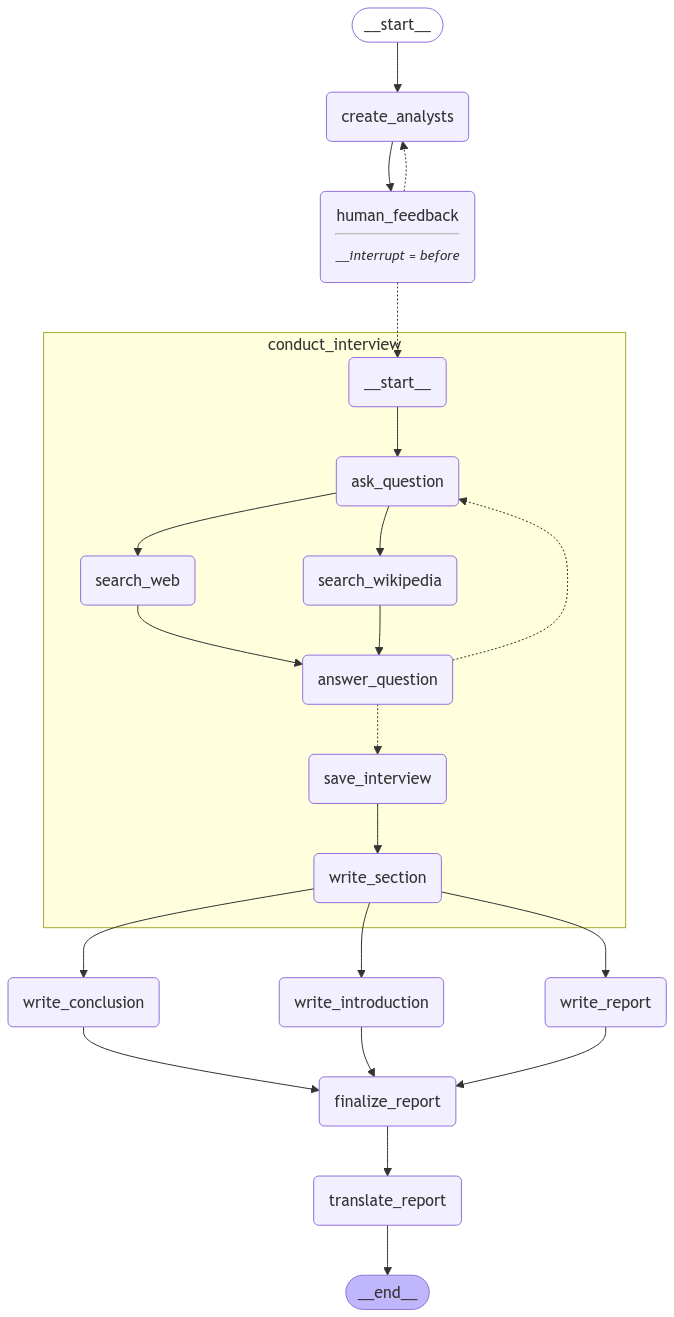 __start__
create_analysts
human_feedback
__interrupt = before
conduct_interview
__start__
ask_question
search_web
search_wikipedia
answer_question
save_interview
write_section
write_conclusion
write_introduction
write_report
finalize_report
translate_report
__end__